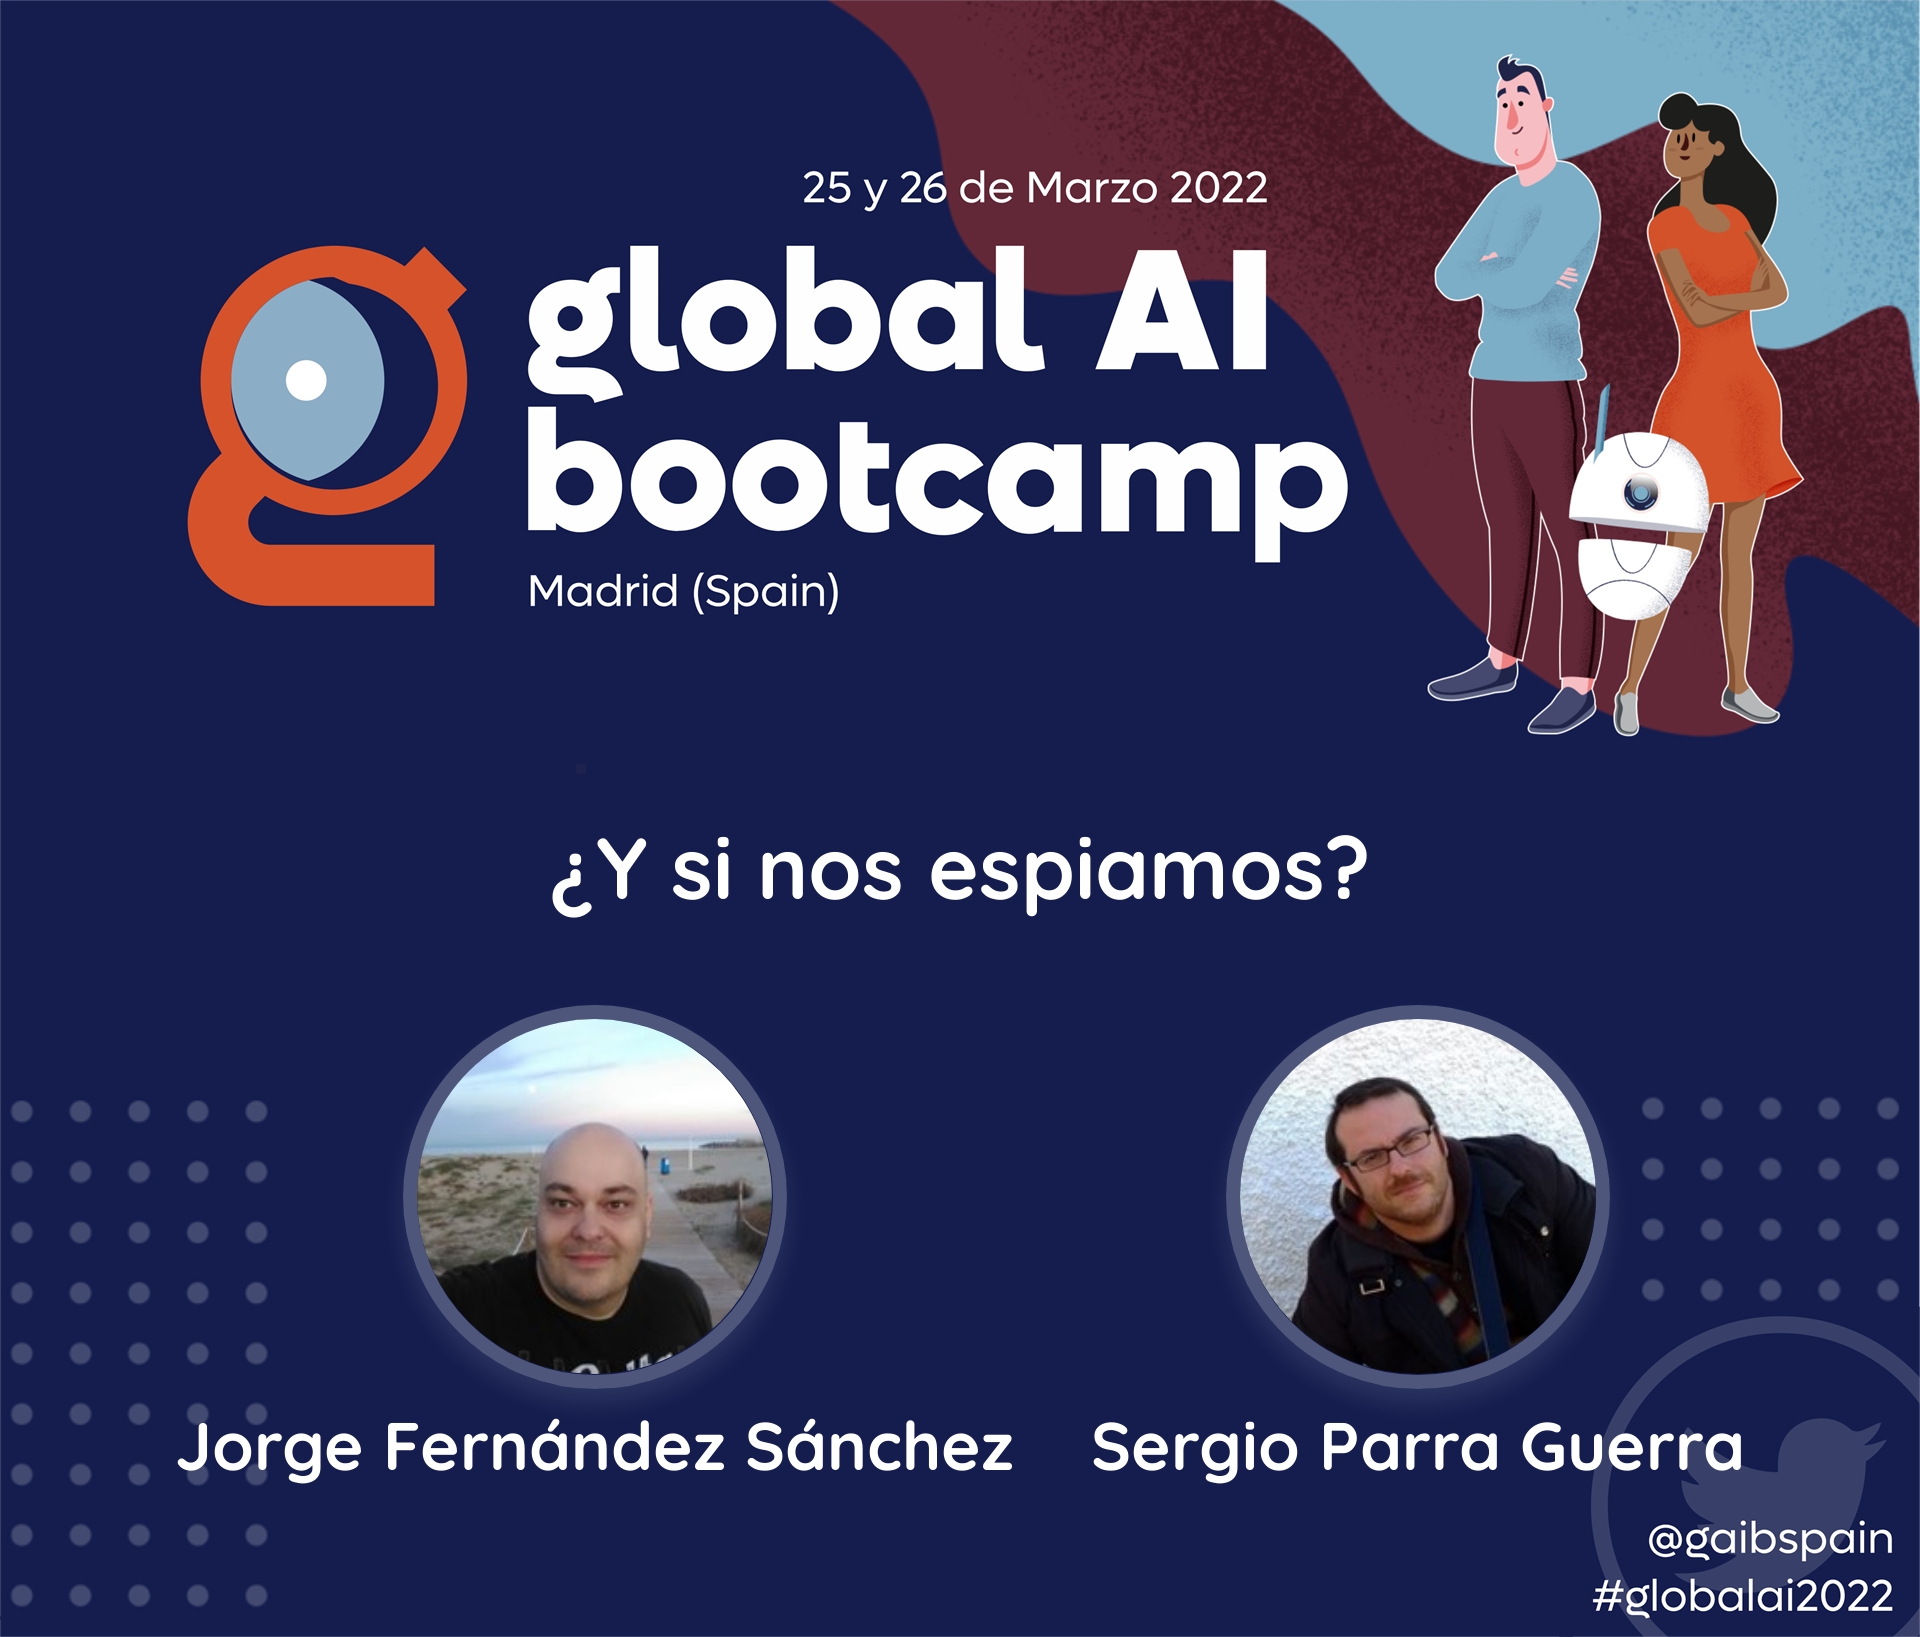 25 y 26 de Marzo 2022
global AI
bootcamp
Madrid (Spain)
¿Y si nos espiamos?
Jorge Fernández Sánchez
Sergio Parra Guerra
@gaibspain
#globalai2022